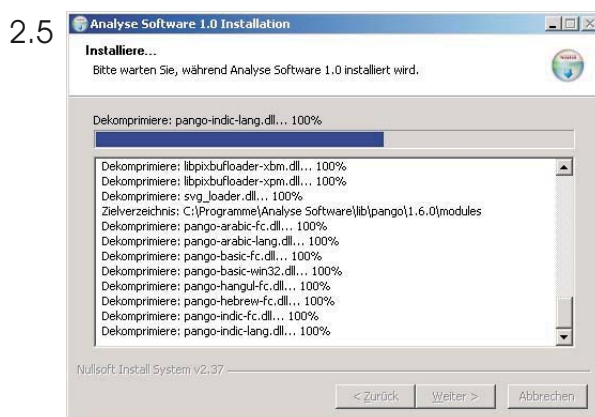 2.5
Analyse Software 1.0 Installation
Installiere...
Bitte warten Sie, während Analyse Software 1.0 installiert wird.
Dekomprimiere: pango-indic-lang.dll... 100%
Dekomprimiere: libpixbufloader-xbm.dll... 100%
Dekomprimiere: libpixbufloader-xpm.dll... 100%
Dekomprimiere: svg_loader.dll... 100%
Zielverzeichnis: C:\Programme\Analyse Software\lib\pango\1.6.0\modules
Dekomprimiere: pango-arabic-fc.dll... 100%
Dekomprimiere: pango-arabic-lang.dll... 100%
Dekomprimiere: pango-basic-fc.dll... 100%
Dekomprimiere: pango-basic-win32.dll... 100%
Dekomprimiere: pango-hangul-fc.dll... 100%
Dekomprimiere: pango-hebrew-fc.dll... 100%
Dekomprimiere: pango-indic-fc.dll... 100%
Dekomprimiere: pango-indic-lang.dll... 100%
Nullsoft Install System v2.37
< Zurück Weiter > Abbrechen